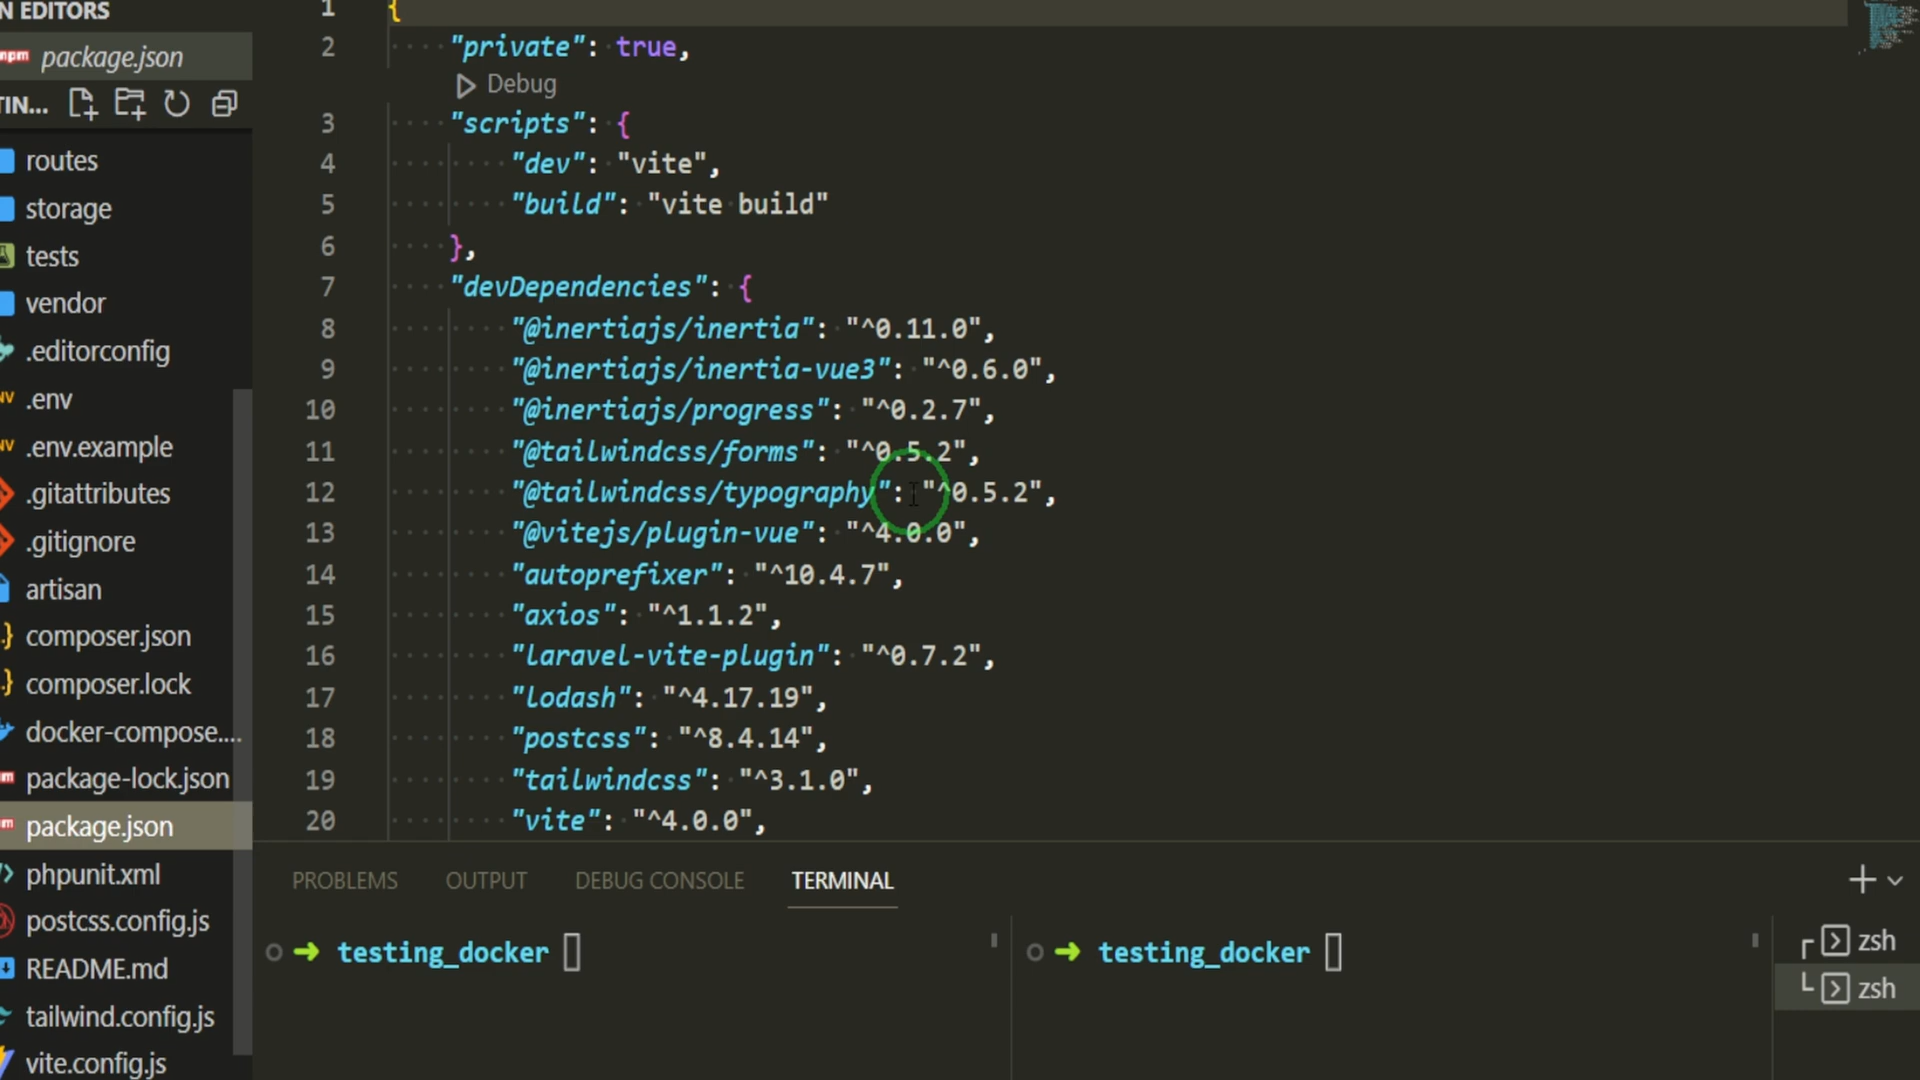 N EDITORS
npm package.json
TIN...
routes
storage
tests
vendor
.editorconfig
.env
.env.example
.gitattributes
.gitignore
artisan
composer.json
composer.lock
docker-compose....
package-lock.json
package.json
phpunit.xml
postcss.config.js
README.md
tailwind.config.js
vite.config.js
1 {
2 "private": true,
Debug
3 "scripts": {
4 "dev": "vite",
5 "build": "vite build"
6 },
7 "devDependencies": {
8 "@inertiajs/inertia": "^0.11.0",
9 "@inertiajs/inertia-vue3": "^0.6.0",
10 "@inertiajs/progress": "^0.2.7",
11 "@tailwindcss/forms": "^0.5.2",
12 "@tailwindcss/typography": "^0.5.2",
13 "@vitejs/plugin-vue": "^4.0.0",
14 "autoprefixer": "^10.4.7",
15 "axios": "^1.1.2",
16 "laravel-vite-plugin": "^0.7.2",
17 "lodash": "^4.17.19",
18 "postcss": "^8.4.14",
19 "tailwindcss": "^3.1.0",
20 "vite": "^4.0.0",
PROBLEMS OUTPUT DEBUG CONSOLE TERMINAL
testing_docker
testing_docker
zsh
zsh